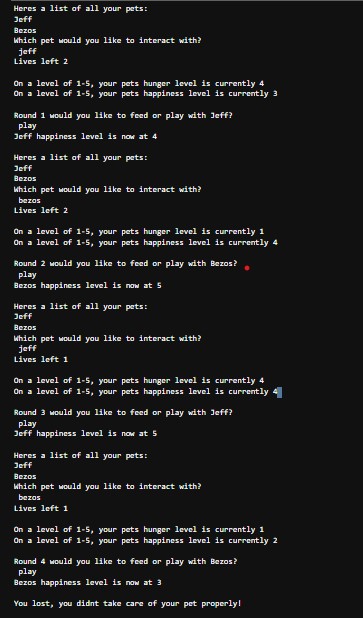 Heres a list of all your pets:
Jeff
Bezos
Which pet would you like to interact with?
jeff
Lives left 2
On a level of 1-5, your pets hunger level is currently 4
On a level of 1-5, your pets happiness level is currently 3
Round 1 would you like to feed or play with Jeff?
play
Jeff happiness level is now at 4
Heres a list of all your pets:
Jeff
Bezos
Which pet would you like to interact with?
bezos
Lives left 2
On a level of 1-5, your pets hunger level is currently 1
On a level of 1-5, your pets happiness level is currently 4
Round 2 would you like to feed or play with Bezos?
play
Bezos happiness level is now at 5
Heres a list of all your pets:
Jeff
Bezos
Which pet would you like to interact with?
jeff
Lives left 1
On a level of 1-5, your pets hunger level is currently 4
On a level of 1-5, your pets happiness level is currently 4
Round 3 would you like to feed or play with Jeff?
play
Jeff happiness level is now at 5
Heres a list of all your pets:
Jeff
Bezos
Which pet would you like to interact with?
bezos
Lives left 1
On a level of 1-5, your pets hunger level is currently 1
On a level of 1-5, your pets happiness level is currently 2
Round 4 would you like to feed or play with Bezos?
play
Bezos happiness level is now at 3
You lost, you didnt take care of your pet properly!